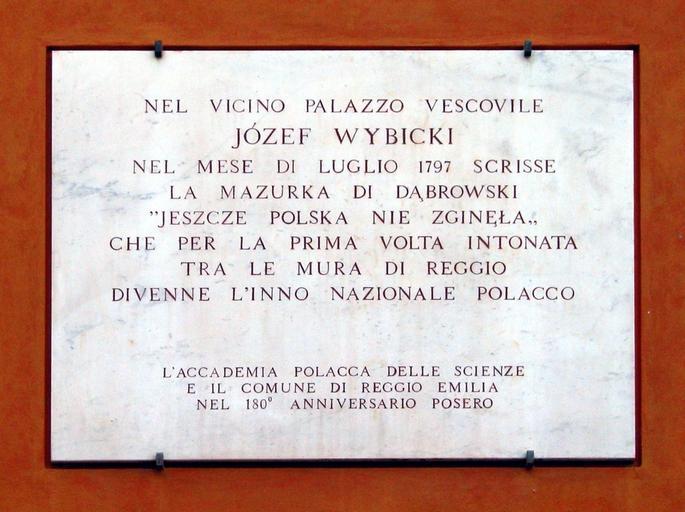 NEL VICINO PALAZZO VESCOVILE
JÓZEF WYBICKI
NEL MESE DI LUGLIO 1797 SCRISSE
LA MAZURKA DI DĄBROWSKI
”JESZCZE POLSKA NIE ZGINĘŁA„
CHE PER LA PRIMA VOLTA INTONATA
TRA LE MURA DI REGGIO
DIVENNE L'INNO NAZIONALE POLACCO
L'ACCADEMIA POLACCA DELLE SCIENZE
E IL COMUNE DI REGGIO EMILIA
NEL 180° ANNIVERSARIO POSERO